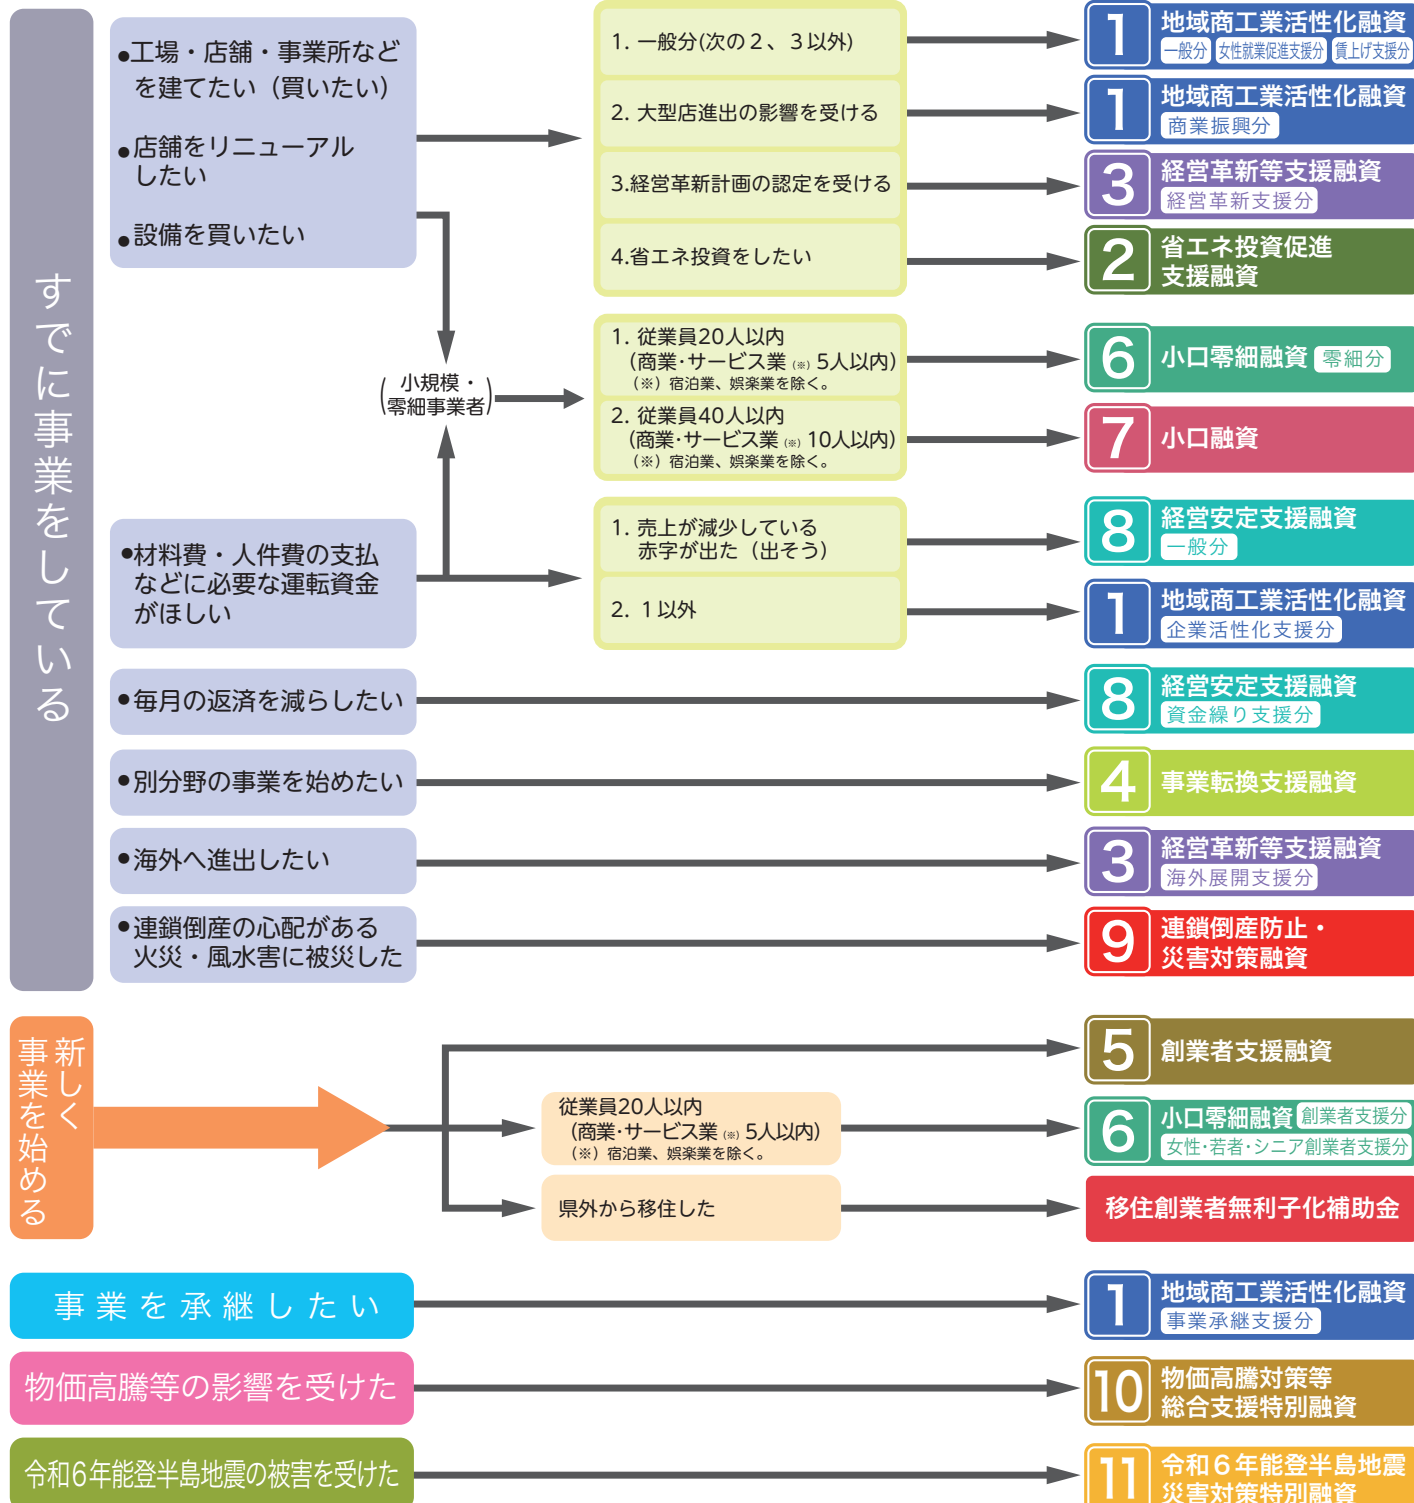 すでに事業をしている
●工場・店舗・事業所など
を建てたい（買いたい）
●店舗をリニューアル
したい
●設備を買いたい
1. 一般分(次の２、３以外)
2. 大型店進出の影響を受ける
3.経営革新計画の認定を受ける
4.省エネ投資をしたい
1 地域商工業活性化融資
一般分 女性就業促進支援分 賃上げ支援分
1 地域商工業活性化融資
商業振興分
3 経営革新等支援融資
経営革新支援分
2 省エネ投資促進
支援融資
（小規模・
零細事業者）
1. 従業員20人以内
(商業･サービス業（※）5人以内)
（※）宿泊業、娯楽業を除く。
2. 従業員40人以内
(商業･サービス業（※）10人以内)
（※）宿泊業、娯楽業を除く。
6 小口零細融資 零細分
7 小口融資
●材料費・人件費の支払
などに必要な運転資金
がほしい
1. 売上が減少している
赤字が出た（出そう）
2. １以外
8 経営安定支援融資
一般分
1 地域商工業活性化融資
企業活性化支援分
●毎月の返済を減らしたい
8 経営安定支援融資
資金繰り支援分
●別分野の事業を始めたい
4 事業転換支援融資
●海外へ進出したい
3 経営革新等支援融資
海外展開支援分
●連鎖倒産の心配がある
火災・風水害に被災した
9 連鎖倒産防止・
災害対策融資
新しく
事業を始める
5 創業者支援融資
従業員20人以内
(商業･サービス業（※）5人以内)
（※）宿泊業、娯楽業を除く。
6 小口零細融資 創業者支援分
女性･若者･シニア創業者支援分
県外から移住した
移住創業者無利子化補助金
事業を承継したい
1 地域商工業活性化融資
事業承継支援分
物価高騰等の影響を受けた
10 物価高騰対策等
総合支援特別融資
令和６年能登半島地震の被害を受けた
11 令和６年能登半島地震
災害対策特別融資